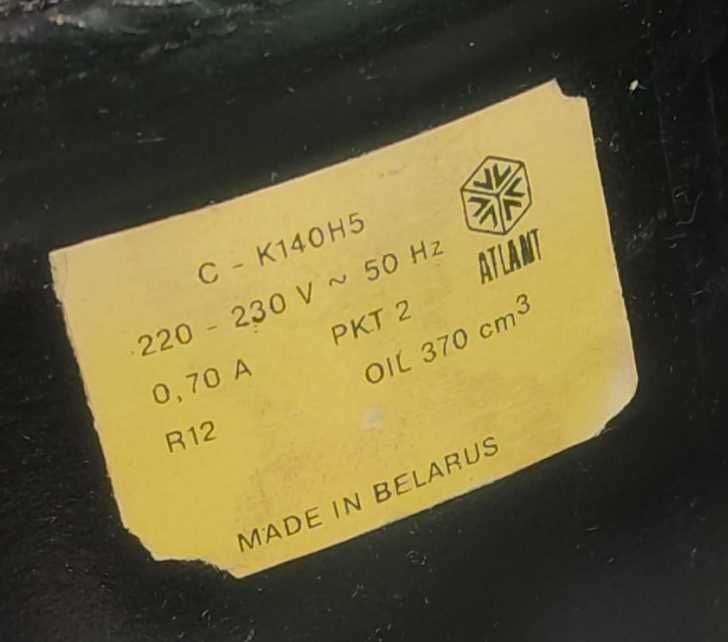 C - K140H5
220 - 230 V ~ 50 Hz
ATLANT
0,70 A PKT 2
R12 OIL 370 cm³
MADE IN BELARUS